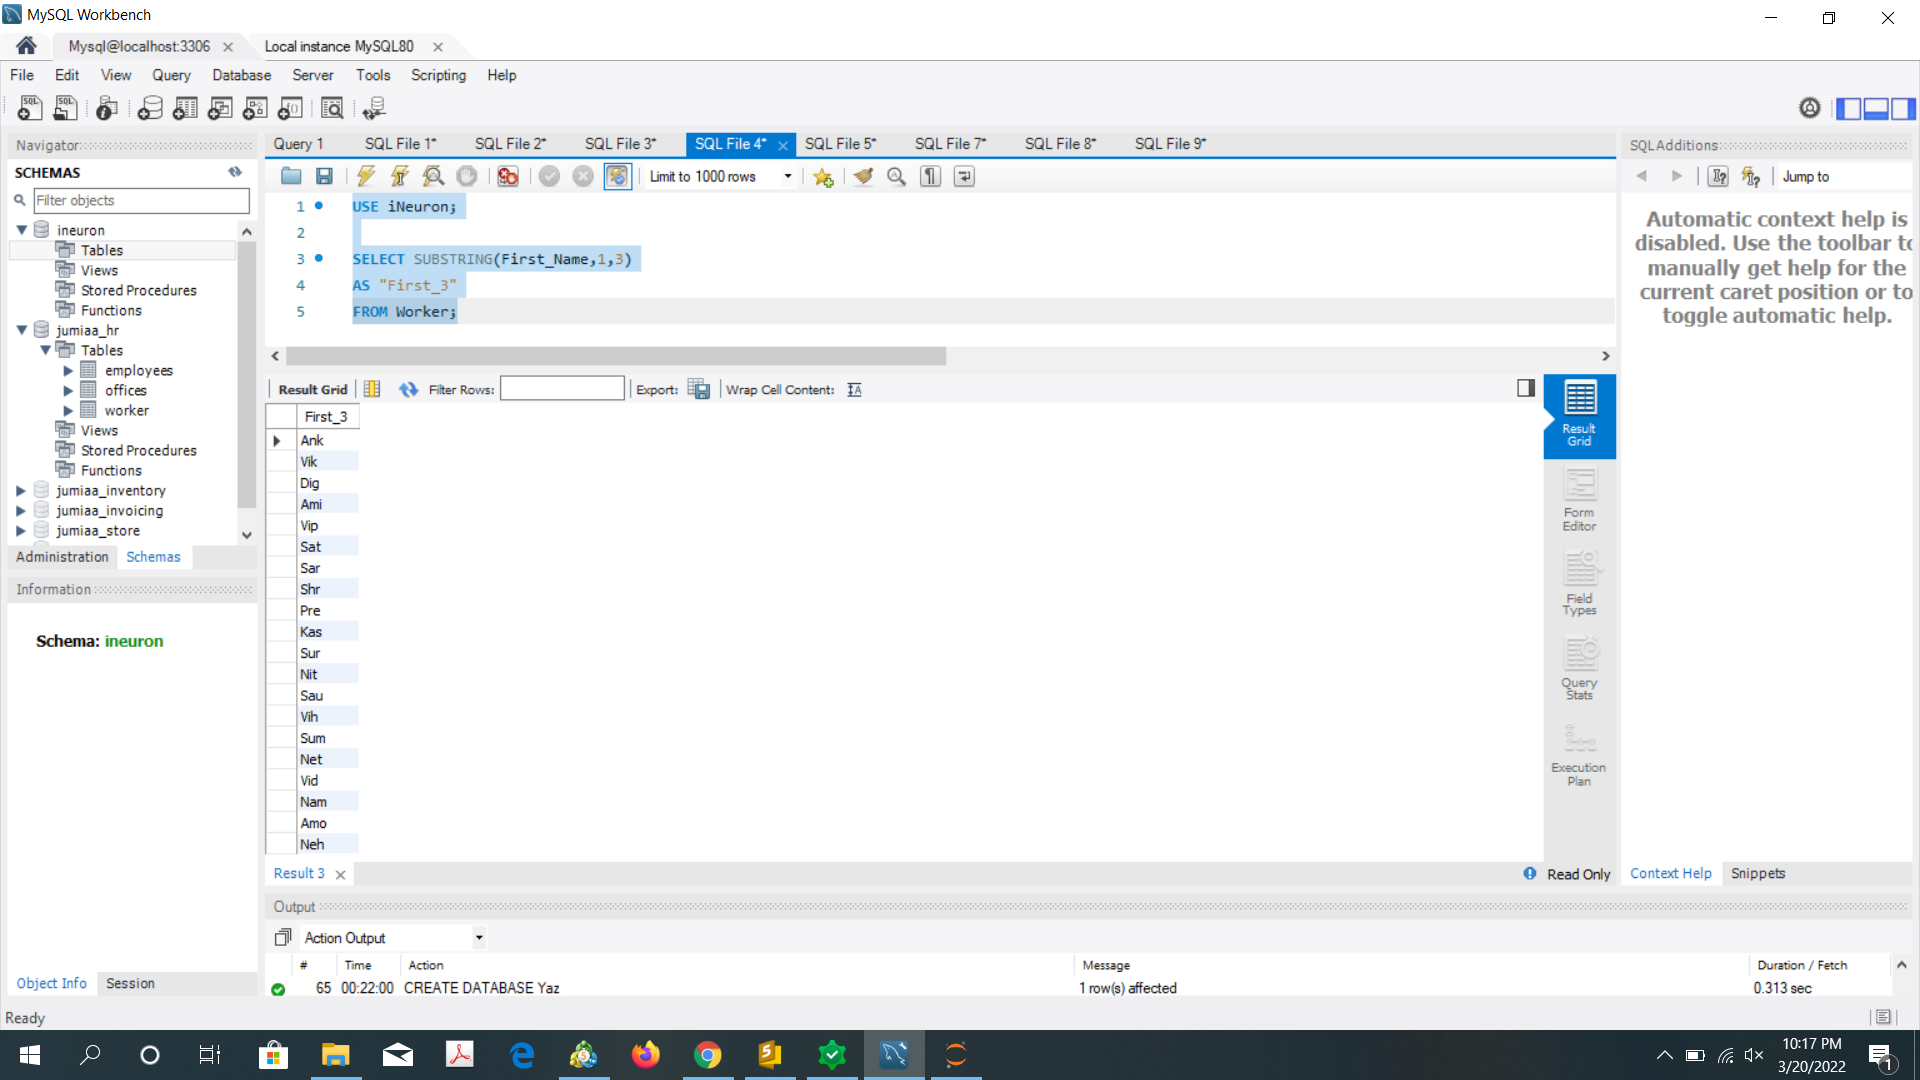 MySQL Workbench
Mysql@localhost:3306
Local instance MySQL80
File Edit View Query Database Server Tools Scripting Help
Navigator
SCHEMAS
Filter objects
ineuron
Tables
Views
Stored Procedures
Functions
jumiaa_hr
Tables
employees
offices
worker
Views
Stored Procedures
Functions
jumiaa_inventory
jumiaa_invoicing
jumiaa_store
Administration Schemas
Information
Schema: ineuron
Object Info Session
Query 1 SQL File 1* SQL File 2* SQL File 3* SQL File 4* SQL File 5* SQL File 7* SQL File 8* SQL File 9*
Limit to 1000 rows
1 USE iNeuron;
2
3 SELECT SUBSTRING(First_Name,1,3)
4 AS "First_3"
5 FROM Worker;
Result Grid Filter Rows: Export: Wrap Cell Content:
First_3
Ank
Vik
Dig
Ami
Vip
Sat
Sar
Shr
Pre
Kas
Sur
Nit
Sau
Vih
Sum
Net
Vid
Nam
Amo
Neh
Result Grid
Form Editor
Field Types
Query Stats
Execution Plan
Result 3
Read Only
SQLAdditions
Jump to
Automatic context help is
disabled. Use the toolbar to
manually get help for the
current caret position or to
toggle automatic help.
Context Help Snippets
Output
Action Output
# Time Action Message Duration / Fetch
65 00:22:00 CREATE DATABASE Yaz 1 row(s) affected 0.313 sec
Ready
10:17 PM
3/20/2022
1